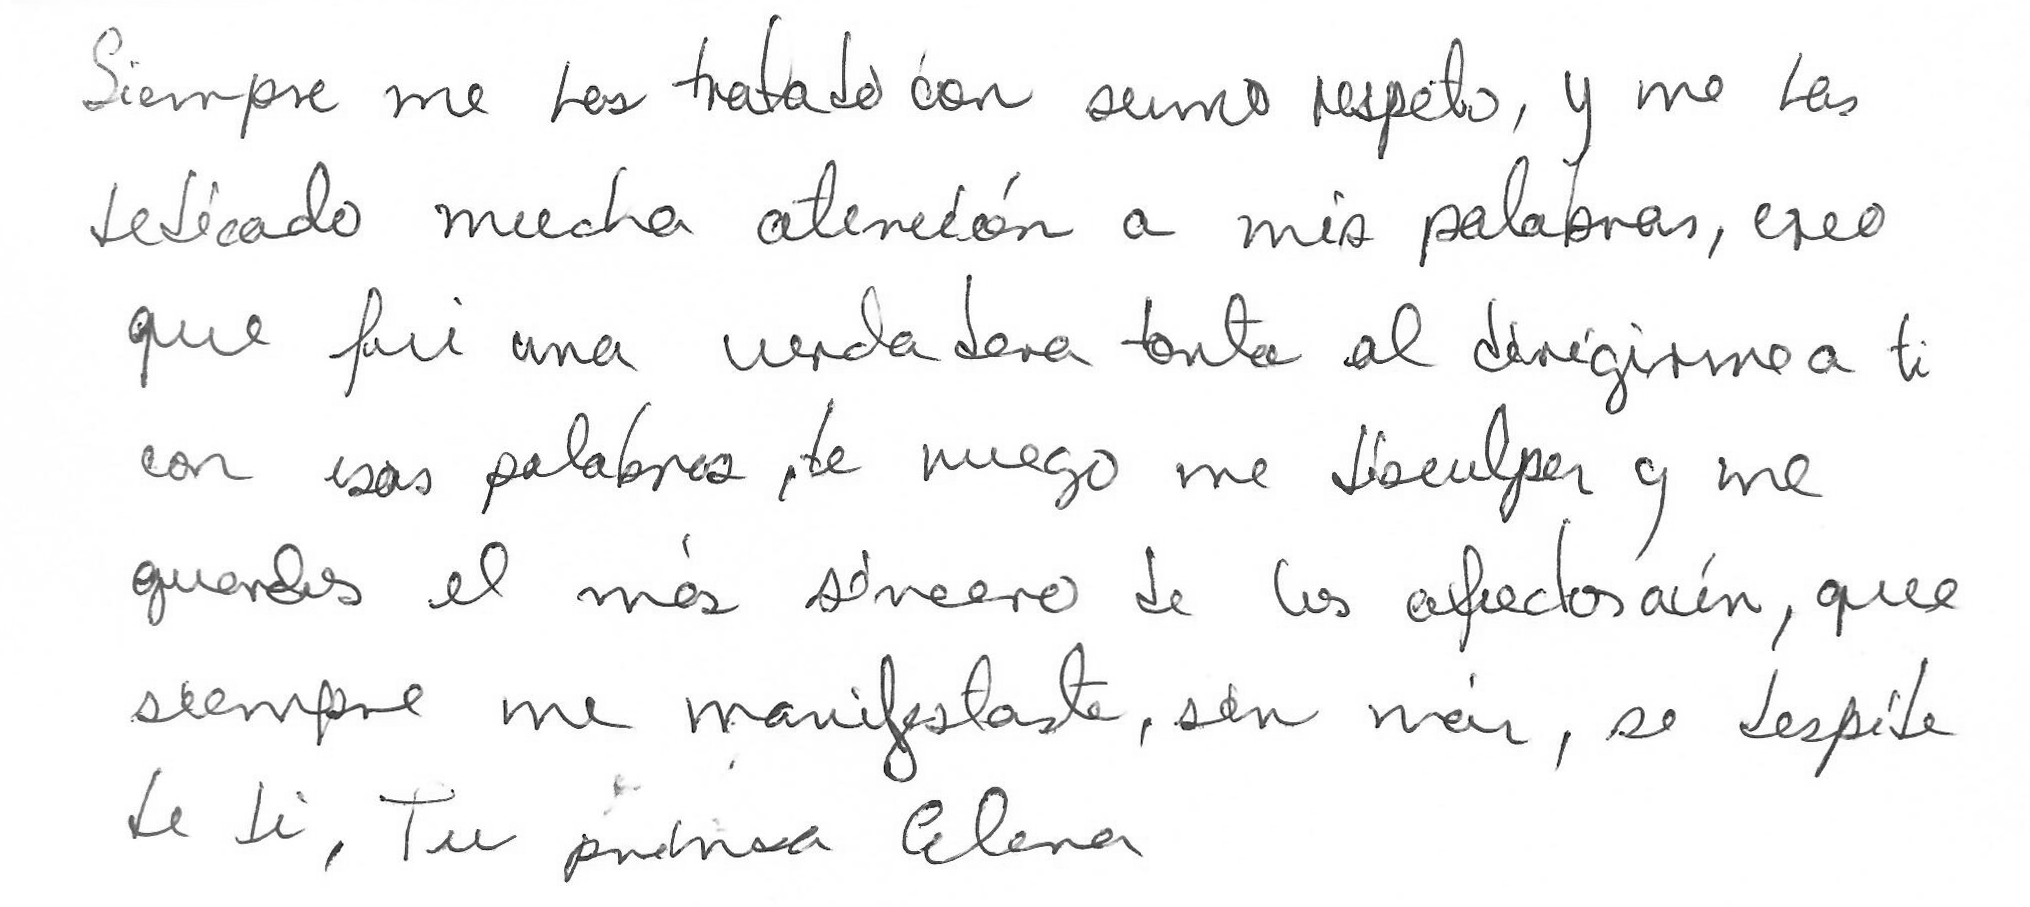 Siempre me has tratado con sumo respeto, y me has
dedicado mucha atención a mis palabras, creo
que fui una verdadera tonta al dirigirme a ti
con esas palabras, te ruego me disculpes y me
guardes el más sincero de los afectos aún, que
siempre me manifestaste, sin más, se despide
de ti, Tu prima Elena